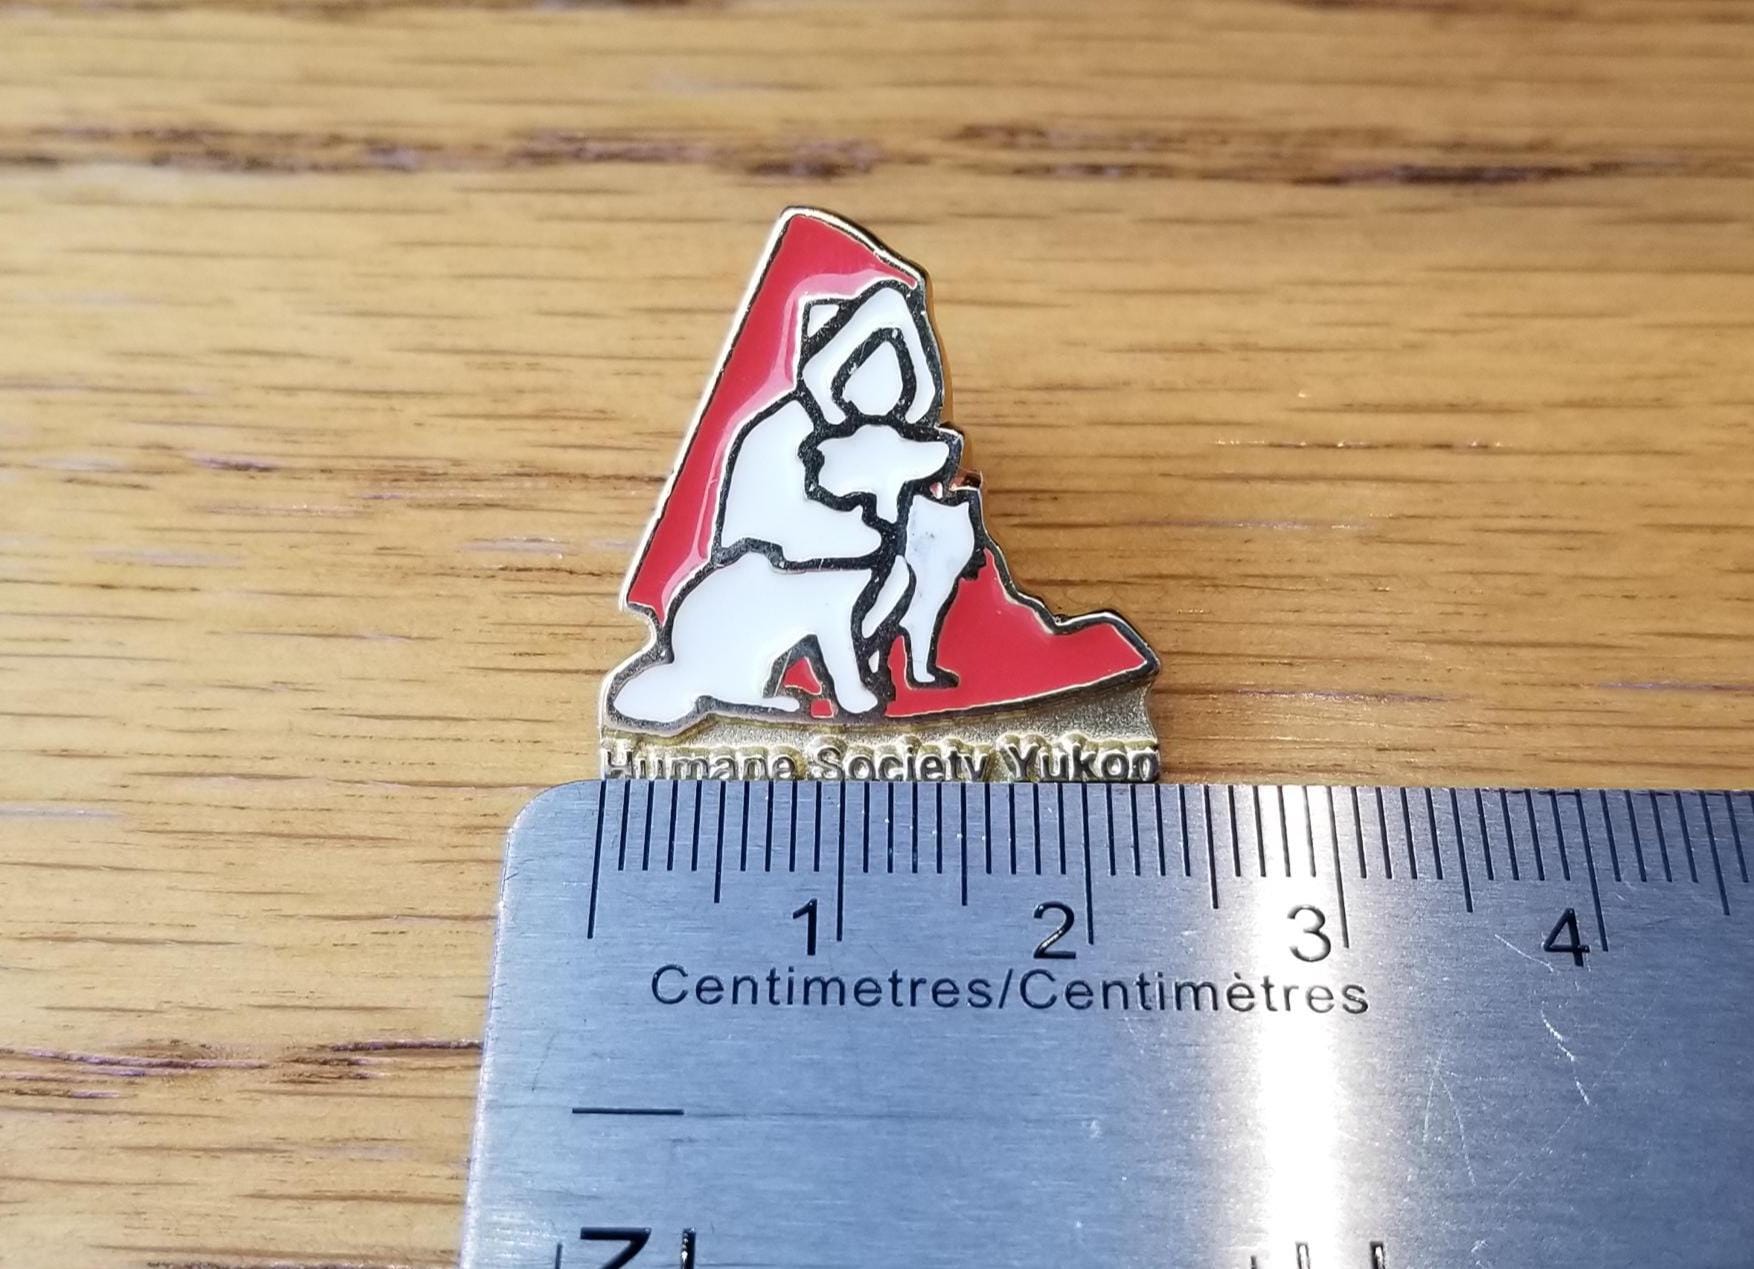 Humane Society Yukon
1 2 3 4
Centimetres/Centimètres